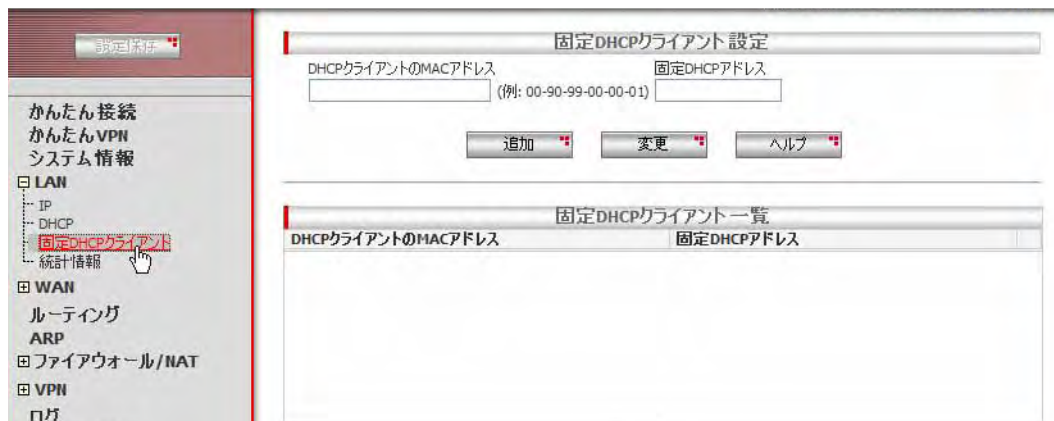 設定保存
かんたん接続
かんたんVPN
システム情報
LAN
IP
DHCP
固定DHCPクライアント
統計情報
WAN
ルーティング
ARP
ファイアウォール/NAT
VPN
ログ
固定DHCPクライアント 設定
DHCPクライアントのMACアドレス 固定DHCPアドレス
(例: 00-90-99-00-00-01)
追加 変更 ヘルプ
固定DHCPクライアント一覧
DHCPクライアントのMACアドレス 固定DHCPアドレス